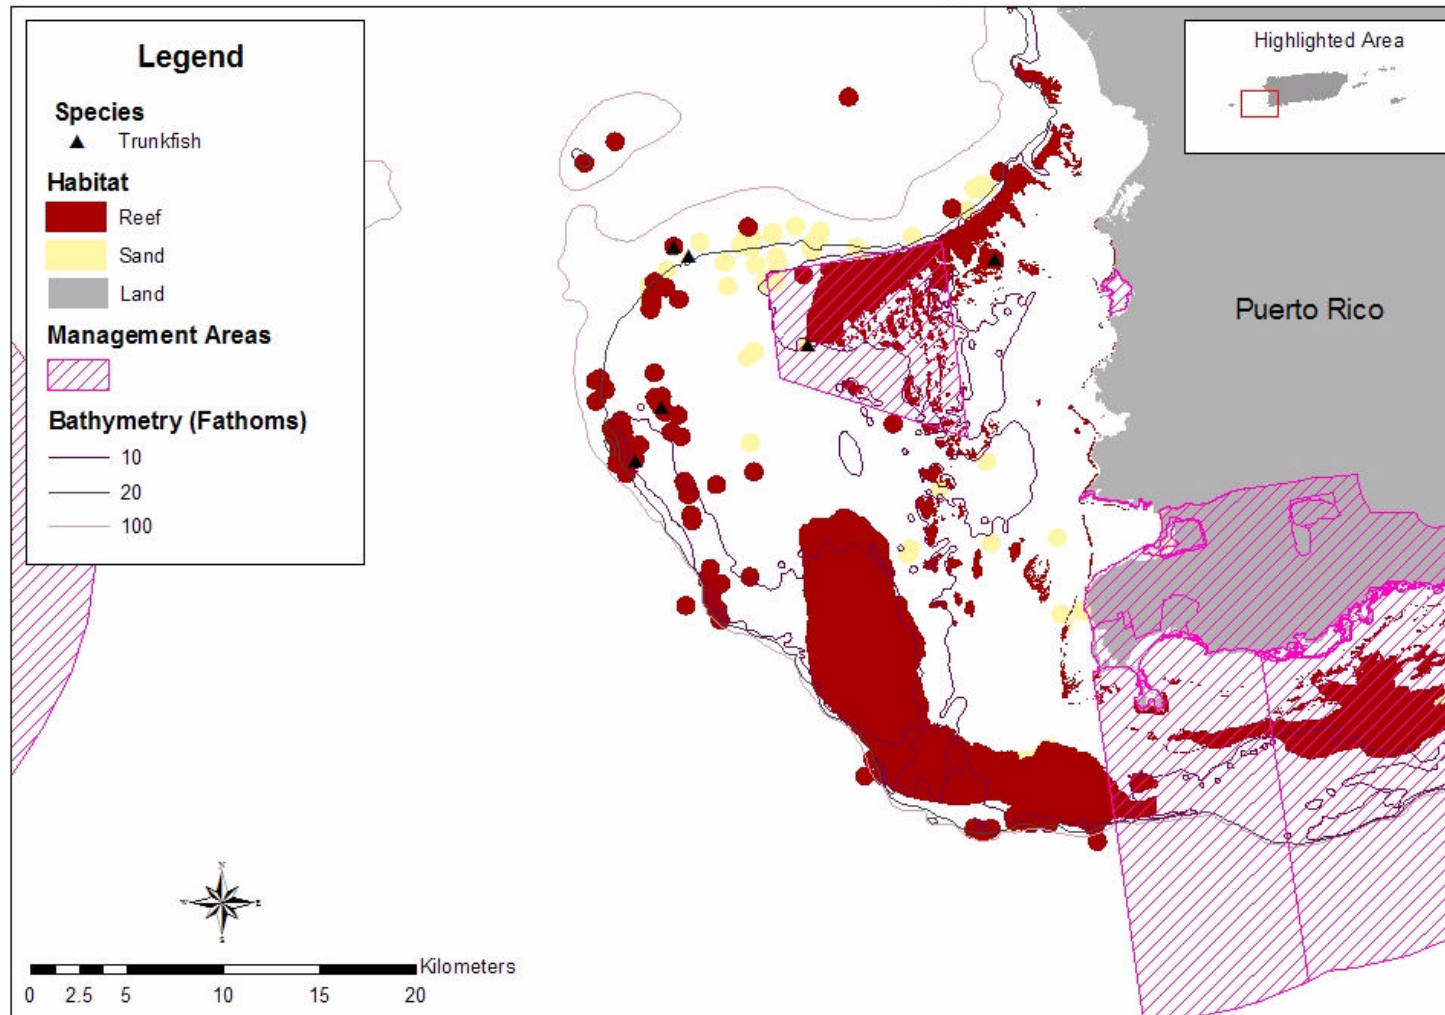 Legend
Species
Trunkfish
Habitat
Reef
Sand
Land
Management Areas
Bathymetry (Fathoms)
10
20
100
Highlighted Area
Puerto Rico
N
W
E
S
Kilometers
0 2.5 5 10 15 20